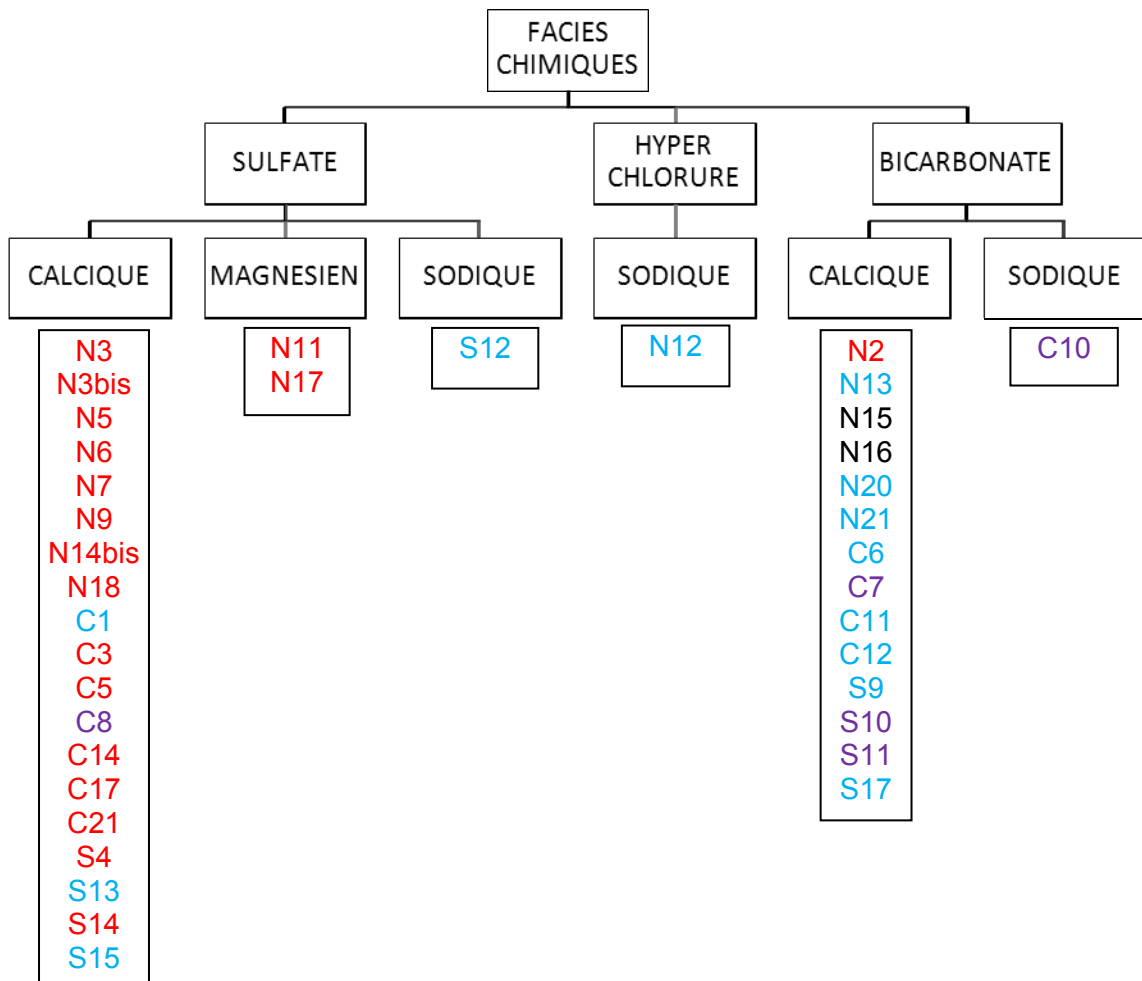 FACIES
CHIMIQUES
SULFATE
HYPER
CHLORURE
BICARBONATE
CALCIQUE
MAGNESIEN
SODIQUE
SODIQUE
CALCIQUE
SODIQUE
N3
N3bis
N5
N6
N7
N9
N14bis
N18
C1
C3
C5
C8
C14
C17
C21
S4
S13
S14
S15
N11
N17
S12
N12
N2
N13
N15
N16
N20
N21
C6
C7
C11
C12
S9
S10
S11
S17
C10